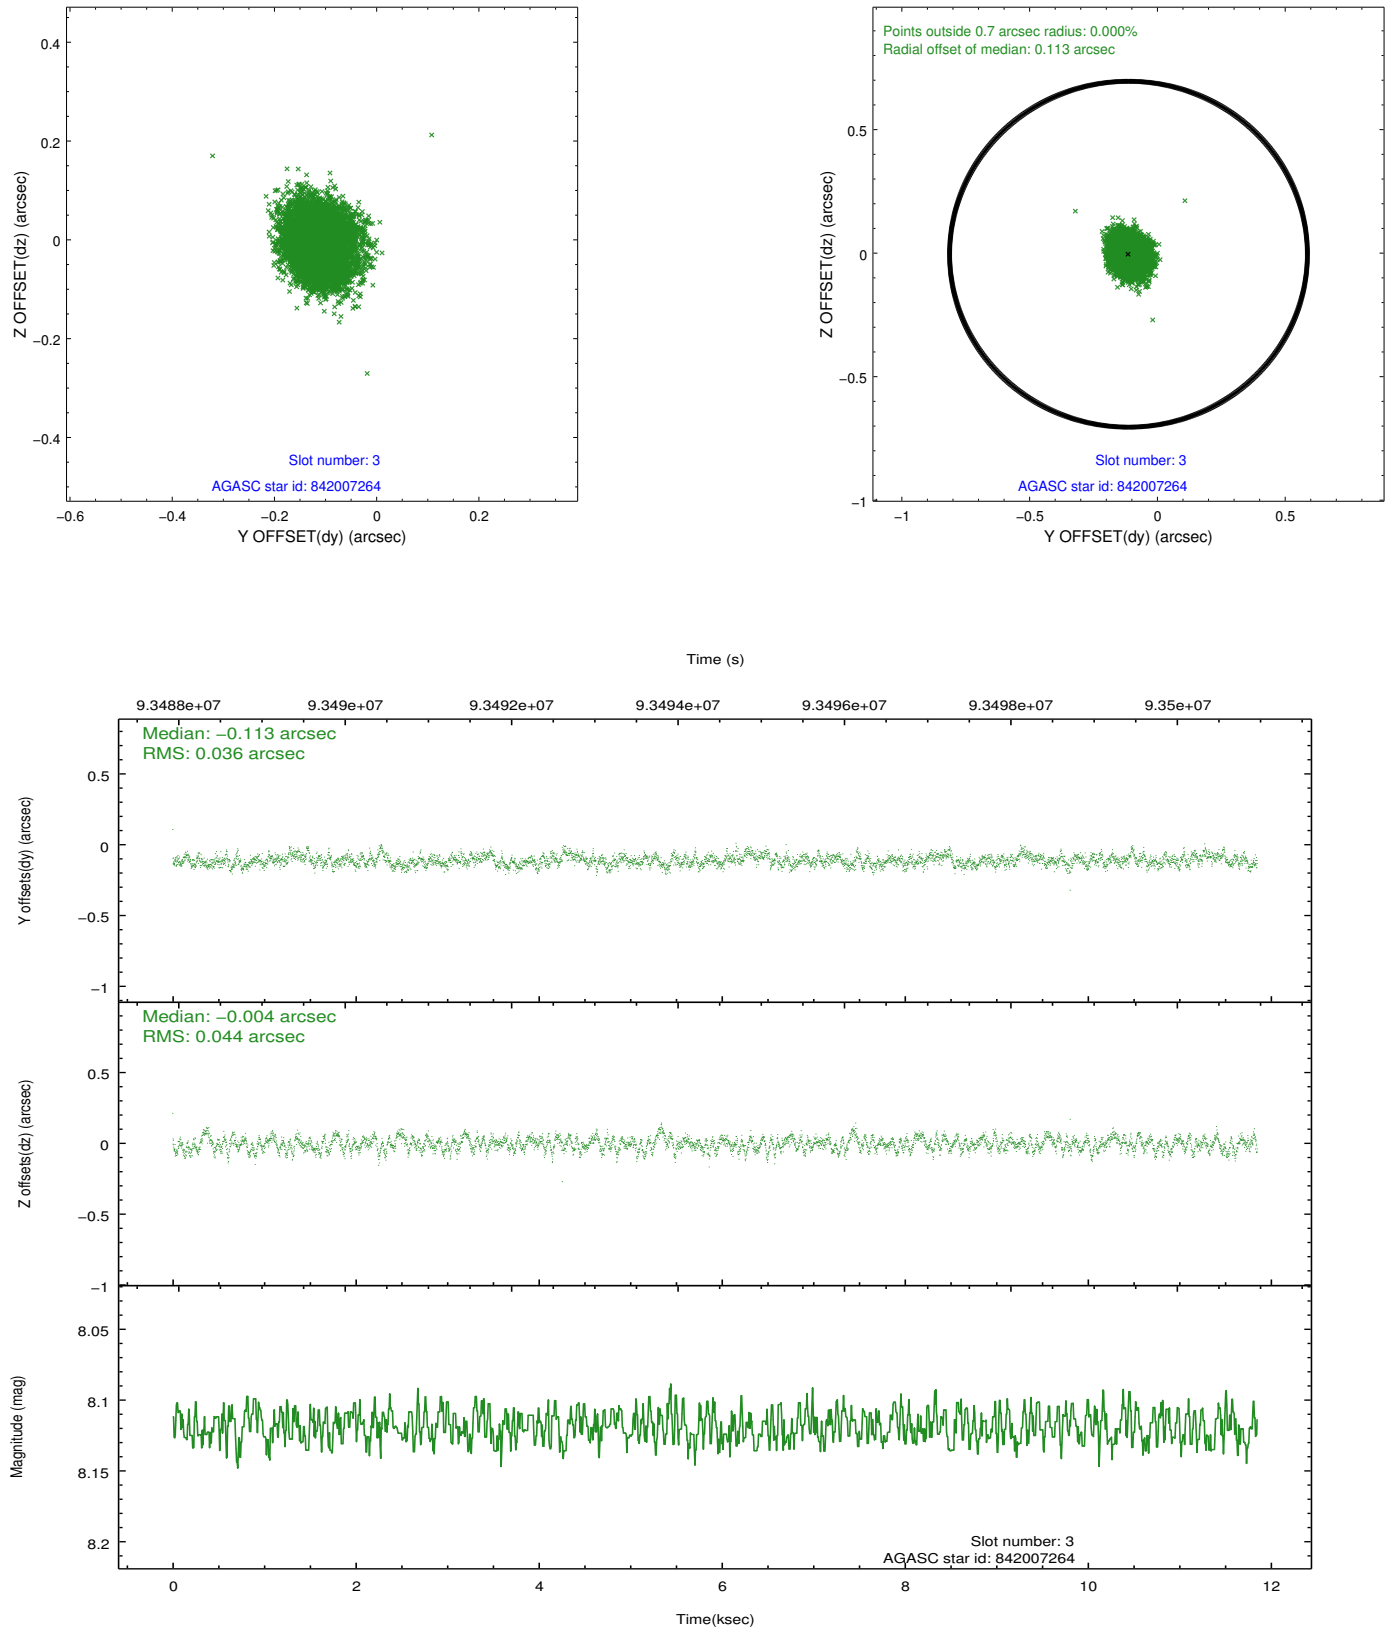 0.4
0.2
0
−0.2
−0.4
Z OFFSET(dz) (arcsec)
Slot number: 3
AGASC star id: 842007264
−0.6
−0.4
−0.2
0
0.2
Y OFFSET(dy) (arcsec)
Points outside 0.7 arcsec radius: 0.000%
Radial offset of median: 0.113 arcsec
0.5
0
−0.5
−1
Z OFFSET(dz) (arcsec)
Slot number: 3
AGASC star id: 842007264
−1
−0.5
0
0.5
Y OFFSET(dy) (arcsec)
Time (s)
9.3488e+07
9.349e+07
9.3492e+07
9.3494e+07
9.3496e+07
9.3498e+07
9.35e+07
Median: −0.113 arcsec
RMS: 0.036 arcsec
0.5
0
−0.5
−1
Y offsets(dy) (arcsec)
Median: −0.004 arcsec
RMS: 0.044 arcsec
0.5
0
−0.5
−1
Z offsets(dz) (arcsec)
8.05
8.1
8.15
8.2
Magnitude (mag)
Slot number: 3
AGASC star id: 842007264
0
2
4
6
8
10
12
Time(ksec)